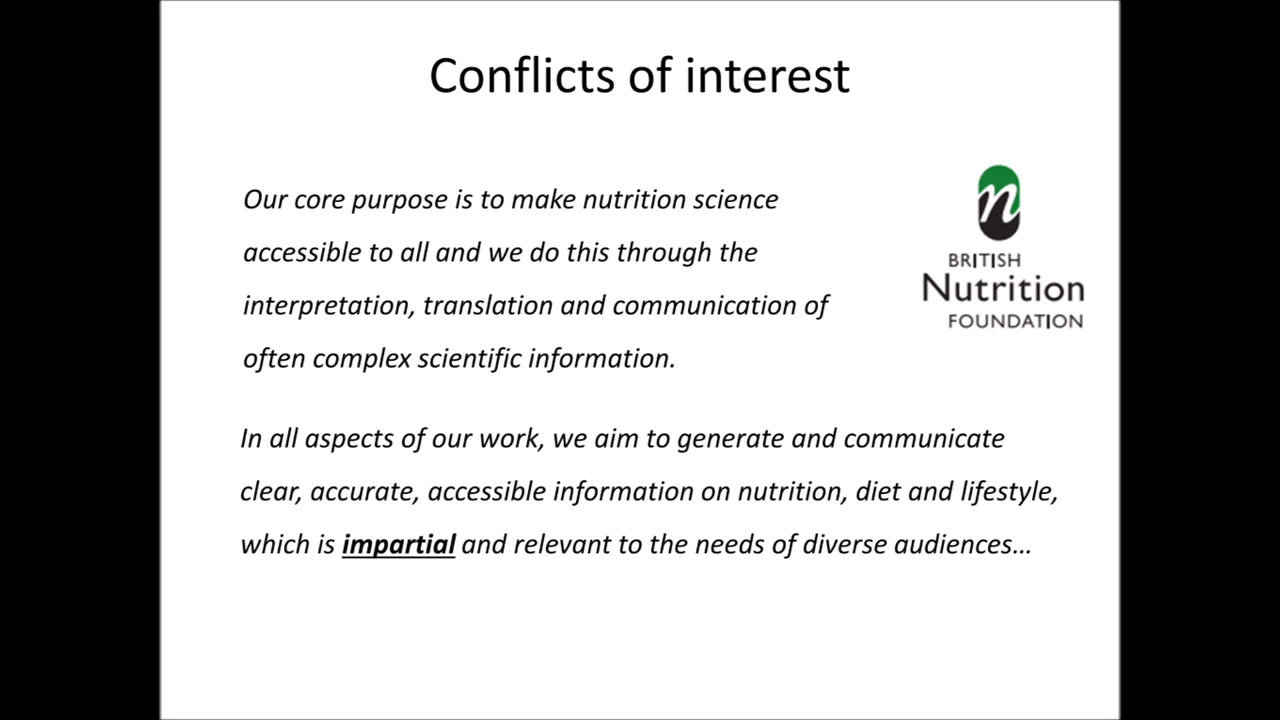 Conflicts of interest
Our core purpose is to make nutrition science
accessible to all and we do this through the
interpretation, translation and communication of
often complex scientific information.
n
BRITISH
Nutrition
FOUNDATION
In all aspects of our work, we aim to generate and communicate
clear, accurate, accessible information on nutrition, diet and lifestyle,
which is impartial and relevant to the needs of diverse audiences…